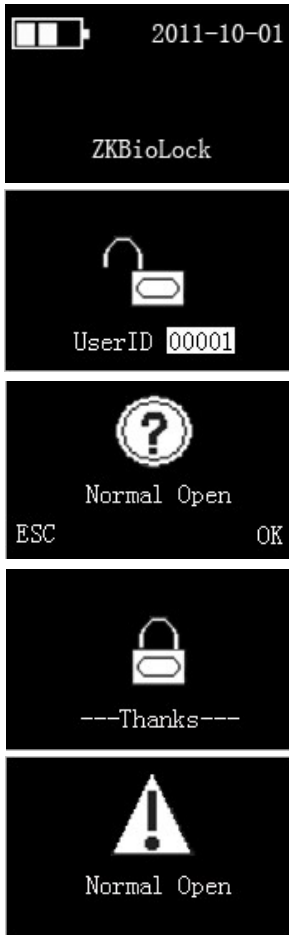 2011-10-01
ZKBioLock
UserID 00001
Normal Open
ESC OK
---Thanks---
Normal Open